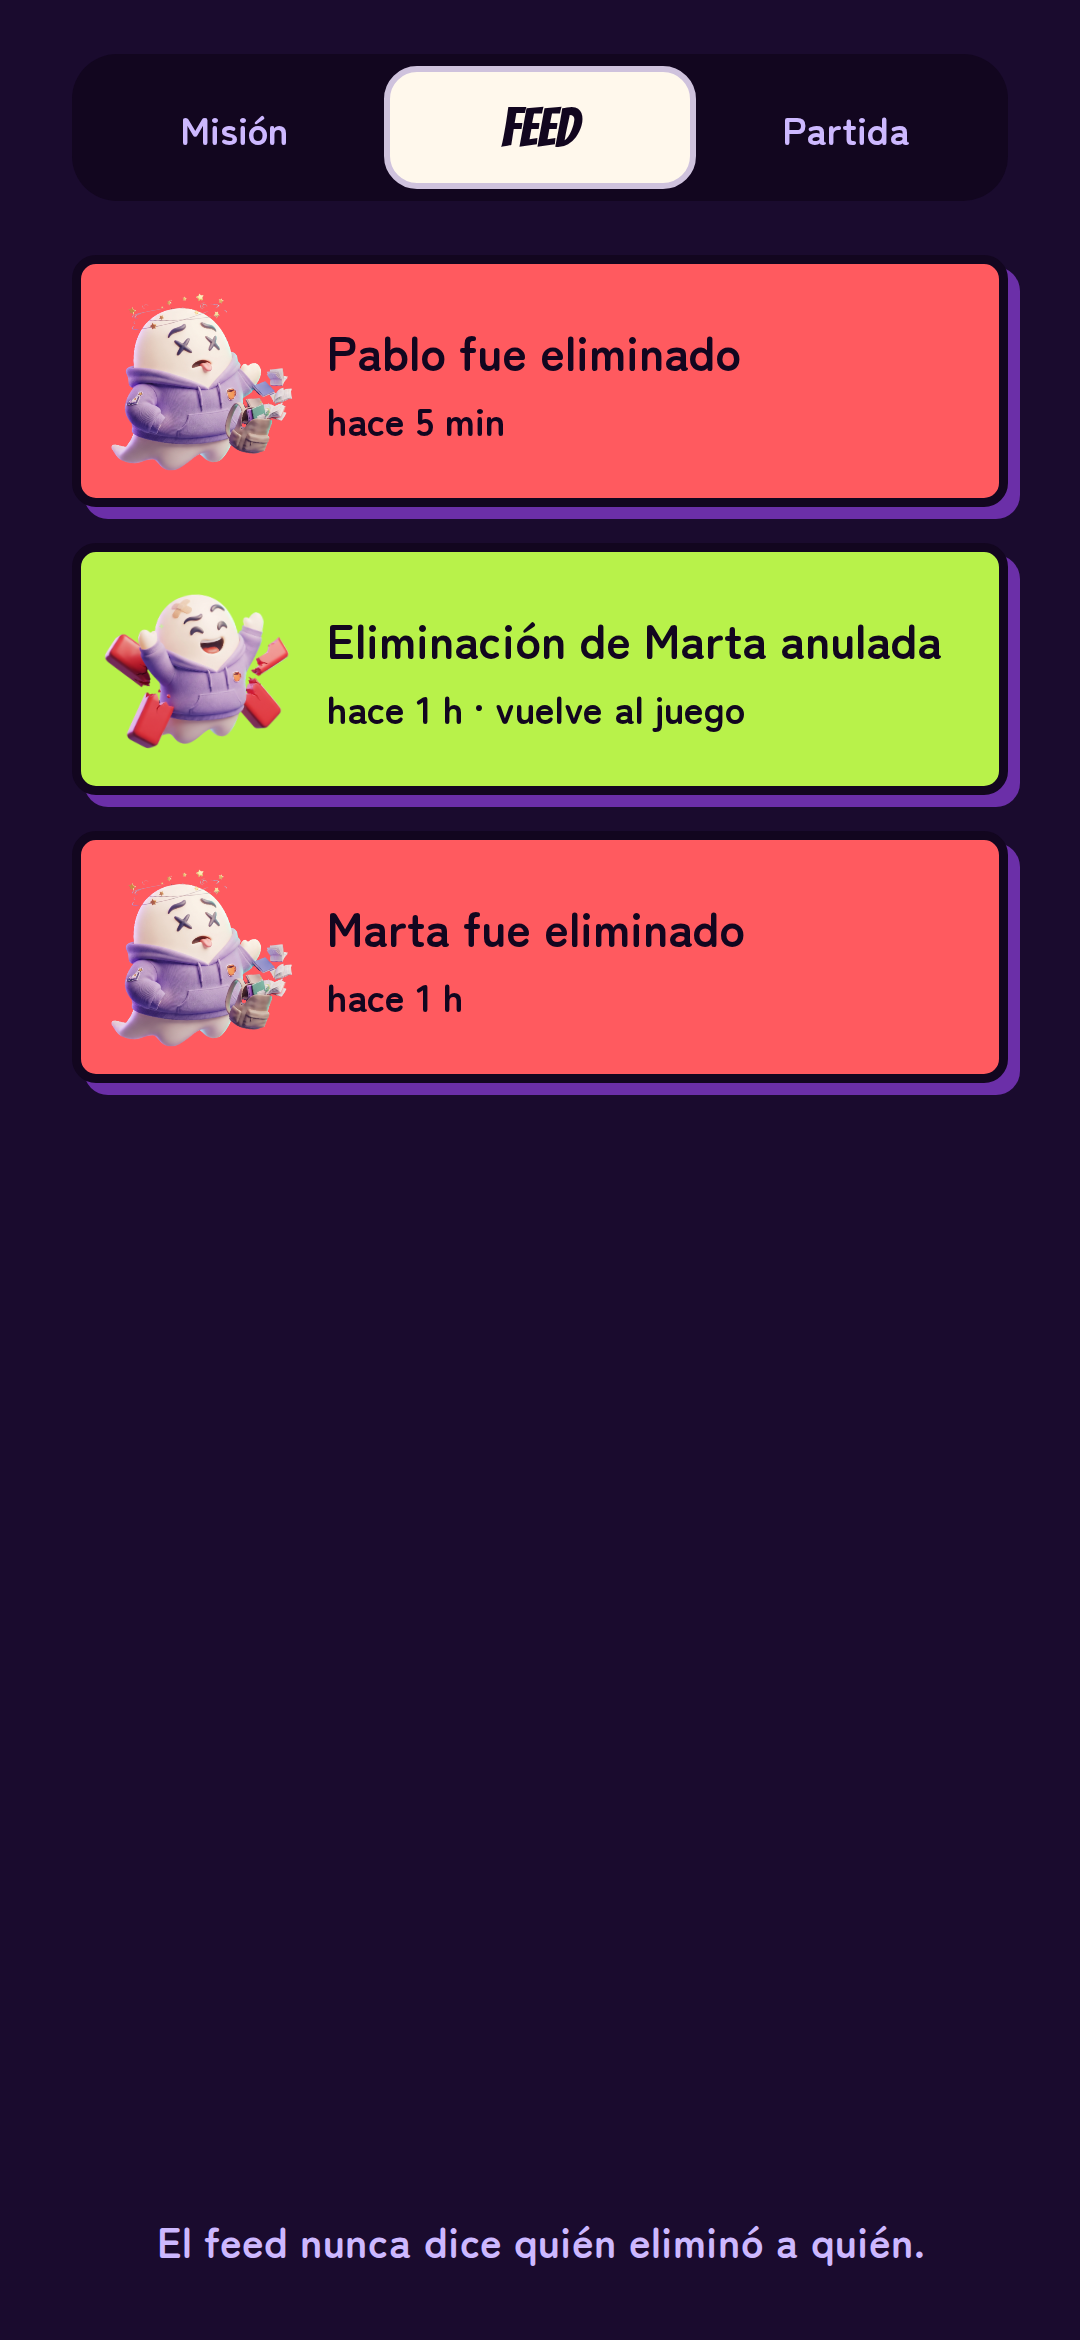 Misión
FEED
Partida
Pablo fue eliminado
hace 5 min
Eliminación de Marta anulada
hace 1 h · vuelve al juego
Marta fue eliminado
hace 1 h
El feed nunca dice quién eliminó a quién.